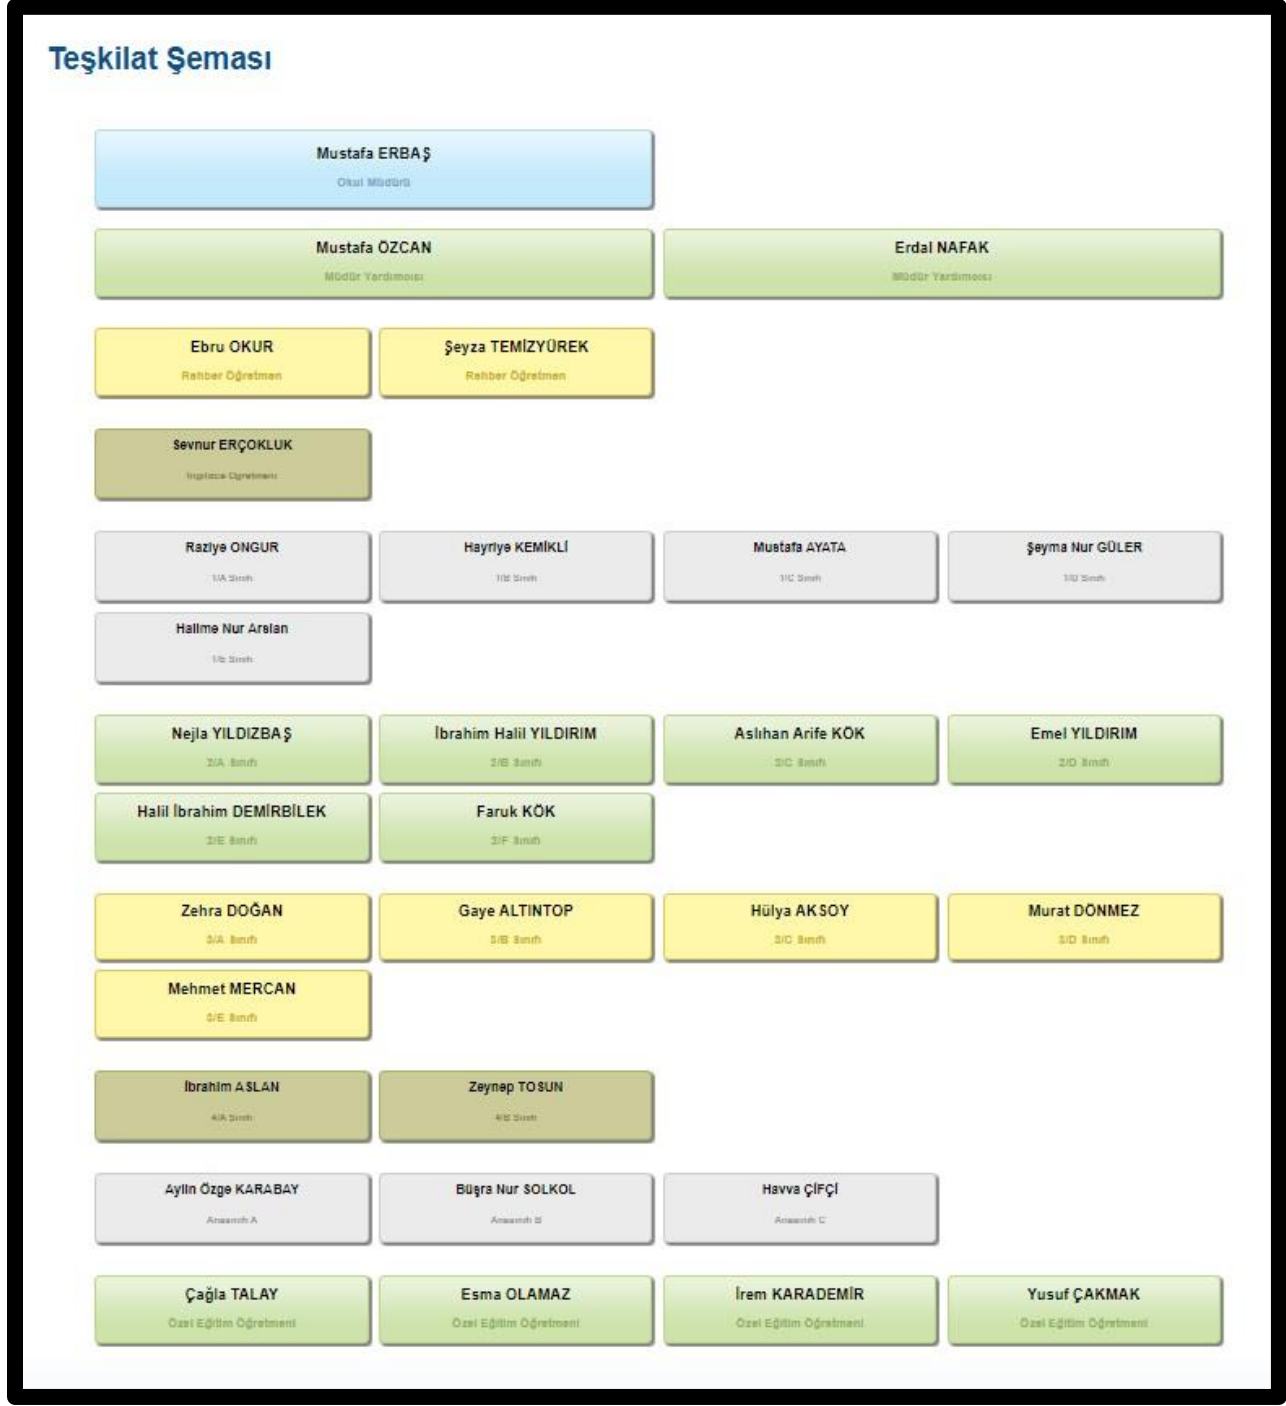 Teşkilat Şeması
Mustafa ERBAŞ
Okul Müdürü
Mustafa ÖZCAN
Müdür Yardımcısı
Erdal NAFAK
Müdür Yardımcısı
Ebru OKUR
Rehber Öğretmen
Şeyza TEMİZYÜREK
Rehber Öğretmen
Sevnur ERÇOKLUK
İngilizce Öğretmeni
Raziye ONGUR
1/A Sınıfı
Hayriye KEMİKLİ
1/B Sınıfı
Mustafa AYATA
1/C Sınıfı
Şeyma Nur GÜLER
1/D Sınıfı
Halime Nur Arslan
1/E Sınıfı
Nejla YILDIZBAŞ
2/A Sınıfı
İbrahim Halil YILDIRIM
2/B Sınıfı
Aslıhan Arife KÖK
2/C Sınıfı
Emel YILDIRIM
2/D Sınıfı
Halil İbrahim DEMİRBİLEK
2/E Sınıfı
Faruk KÖK
2/F Sınıfı
Zehra DOĞAN
3/A Sınıfı
Gaye ALTINTOP
3/B Sınıfı
Hülya AKSOY
3/C Sınıfı
Murat DÖNMEZ
3/D Sınıfı
Mehmet MERCAN
3/E Sınıfı
İbrahim ASLAN
4/A Sınıfı
Zeynep TOSUN
4/B Sınıfı
Aylin Özge KARABAY
Anasınıfı A
Büşra Nur SOLKOL
Anasınıfı B
Havva ÇİFÇİ
Anasınıfı C
Çağla TALAY
Özel Eğitim Öğretmeni
Esma OLAMAZ
Özel Eğitim Öğretmeni
İrem KARADEMİR
Özel Eğitim Öğretmeni
Yusuf ÇAKMAK
Özel Eğitim Öğretmeni